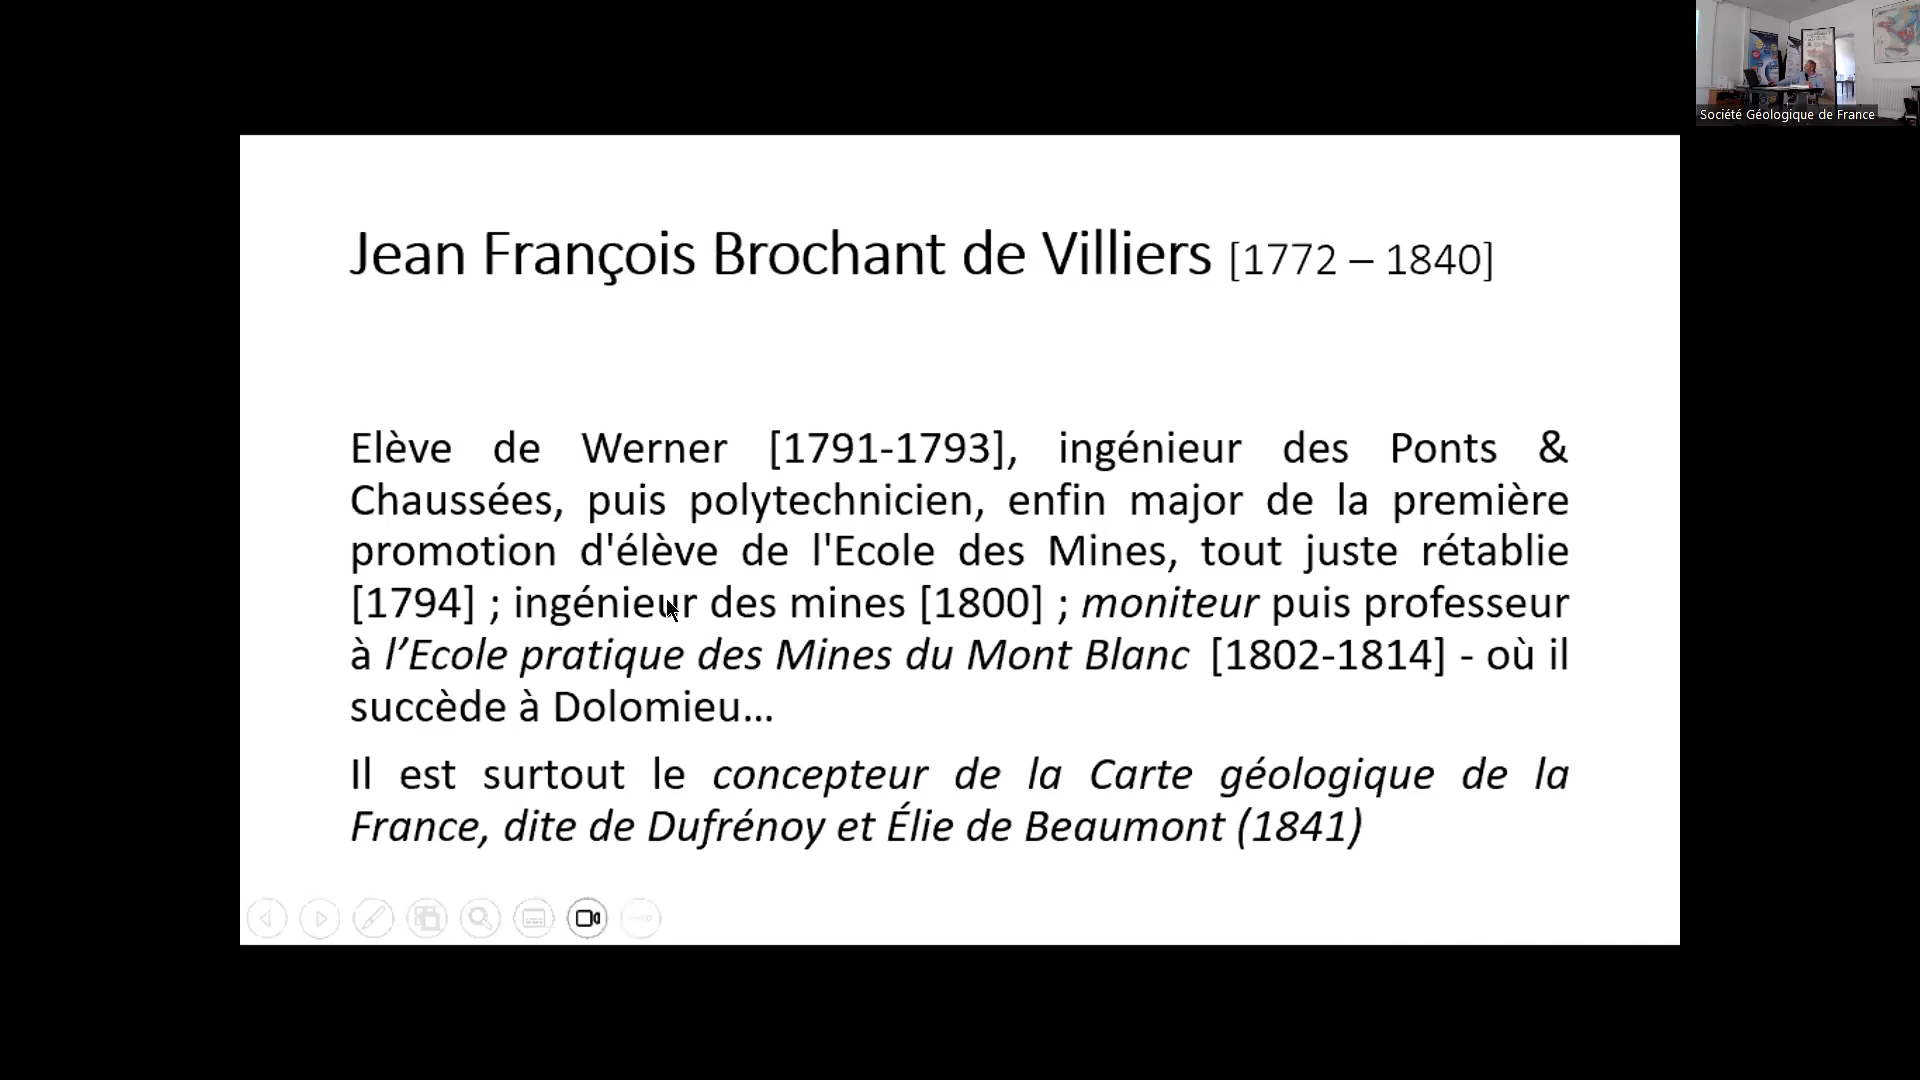 Société Géologique de France
Jean François Brochant de Villiers [1772 – 1840]
Elève de Werner [1791-1793], ingénieur des Ponts &
Chaussées, puis polytechnicien, enfin major de la première
promotion d'élève de l'Ecole des Mines, tout juste rétablie
[1794] ; ingénieur des mines [1800] ; moniteur puis professeur
à l’Ecole pratique des Mines du Mont Blanc [1802-1814] - où il
succède à Dolomieu...
Il est surtout le concepteur de la Carte géologique de la
France, dite de Dufrénoy et Élie de Beaumont (1841)